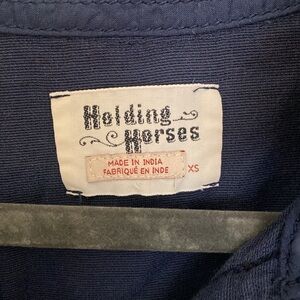 Holding
Horses
MADE IN INDIA
FABRIQUÉ EN INDE
XS